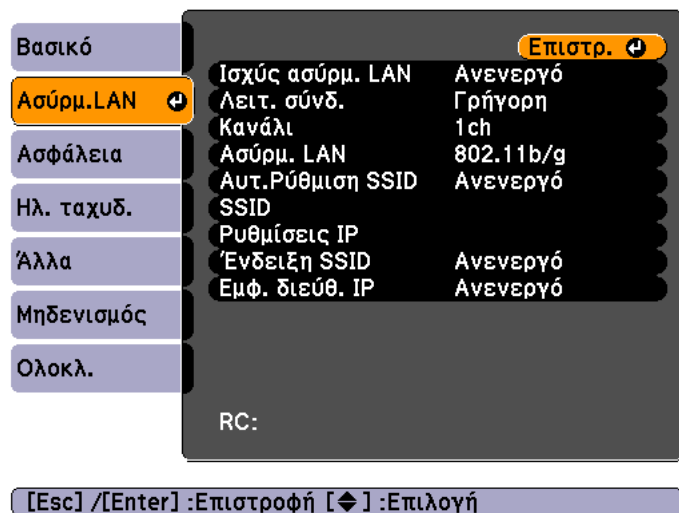 Βασικό
Ασύρμ.LAN
Ασφάλεια
Ηλ. ταχυδ.
Άλλα
Μηδενισμός
Ολοκλ.
Επιστρ.
Ισχύς ασύρμ. LAN Ανενεργό
Λειτ. σύνδ. Γρήγορη
Κανάλι 1ch
Ασύρμ. LAN 802.11b/g
Αυτ.Ρύθμιση SSID Ανενεργό
SSID
Ρυθμίσεις IP
Ένδειξη SSID Ανενεργό
Εμφ. διεύθ. IP Ανενεργό
RC:
[Esc] /[Enter] :Επιστροφή [◆] :Επιλογή